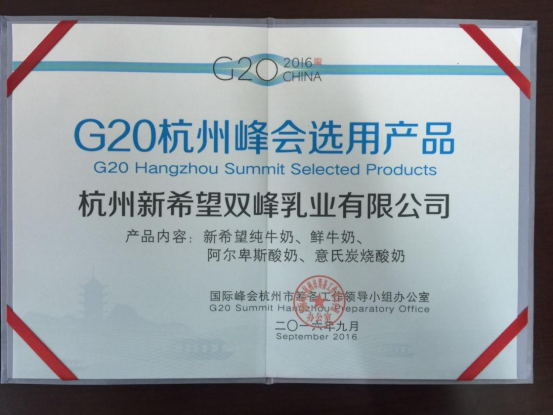 G20 2016
CHINA
G20杭州峰会选用产品
G20 Hangzhou Summit Selected Products
杭州新希望双峰乳业有限公司
产品内容：新希望纯牛奶、鲜牛奶、
阿尔卑斯酸奶、意氏炭烧酸奶
国际峰会杭州市筹备工作领导小组办公室
G20 Summit Hangzhou Preparatory Office
二〇一六年九月
September 2016